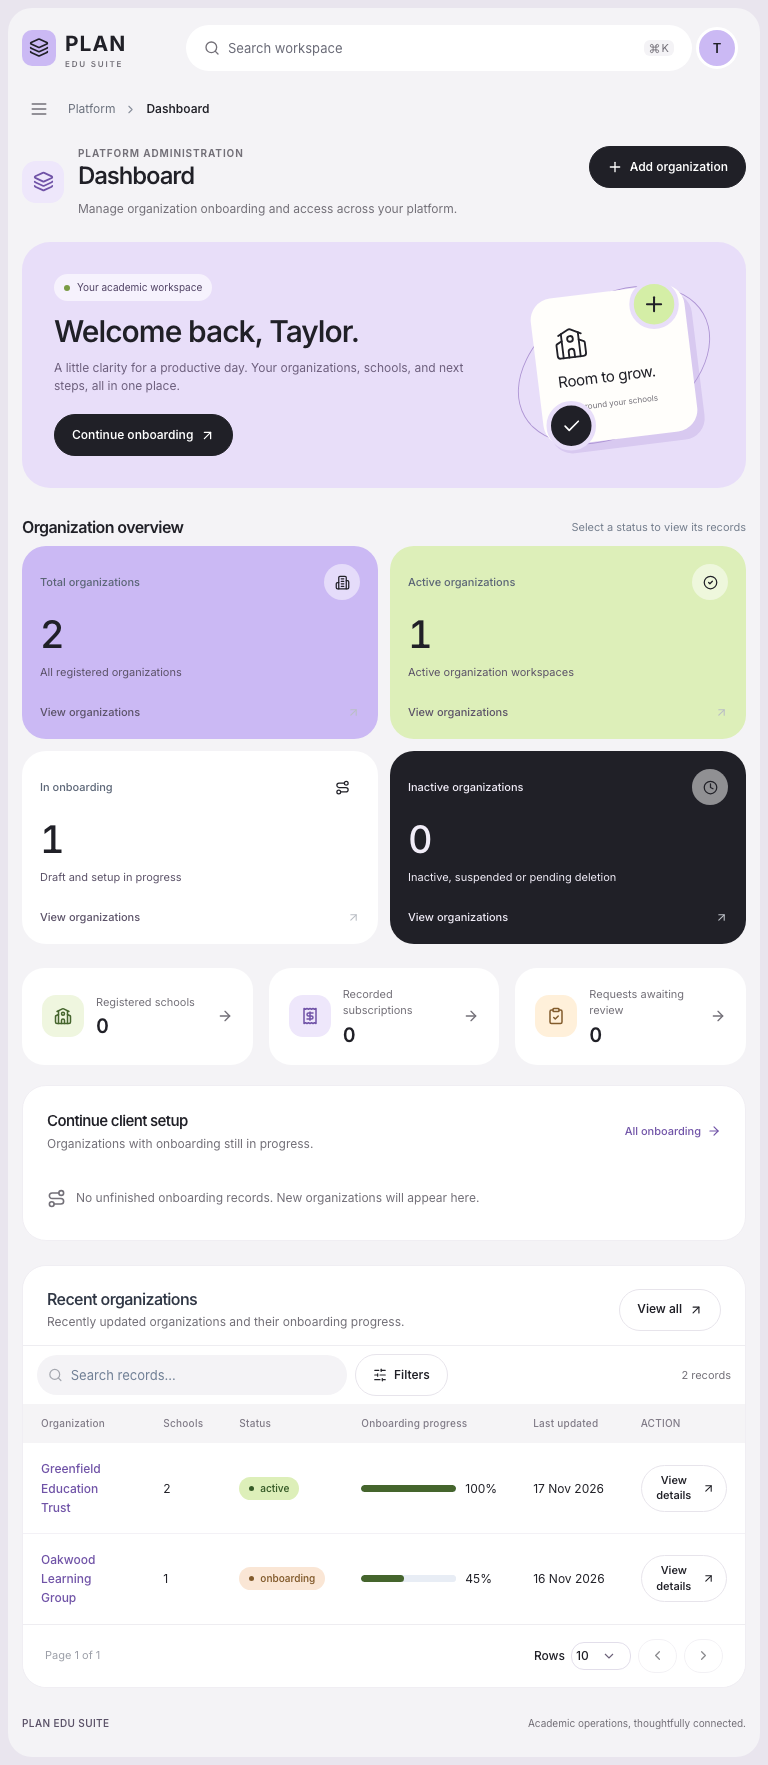 PLAN
EDU SUITE
Search workspace
⌘K
T
Platform
Dashboard
PLATFORM ADMINISTRATION
Dashboard
Manage organization onboarding and access across your platform.
Add organization
Your academic workspace
Welcome back, Taylor.
A little clarity for a productive day. Your organizations, schools, and next
steps, all in one place.
Continue onboarding
Room to grow.
your schools
Organization overview
Select a status to view its records
Total organizations
2
All registered organizations
View organizations
Active organizations
1
Active organization workspaces
View organizations
In onboarding
1
Draft and setup in progress
View organizations
Inactive organizations
0
Inactive, suspended or pending deletion
View organizations
Registered schools
0
Recorded
subscriptions
0
Requests awaiting
review
0
Continue client setup
Organizations with onboarding still in progress.
All onboarding
No unfinished onboarding records. New organizations will appear here.
Recent organizations
Recently updated organizations and their onboarding progress.
View all
Search records...
Filters
2 records
Organization Schools Status Onboarding progress Last updated ACTION
Greenfield
Education
Trust
2
active
100%
17 Nov 2026
View
details
Oakwood
Learning
Group
1
onboarding
45%
16 Nov 2026
View
details
Page 1 of 1
Rows 10
PLAN EDU SUITE
Academic operations, thoughtfully connected.